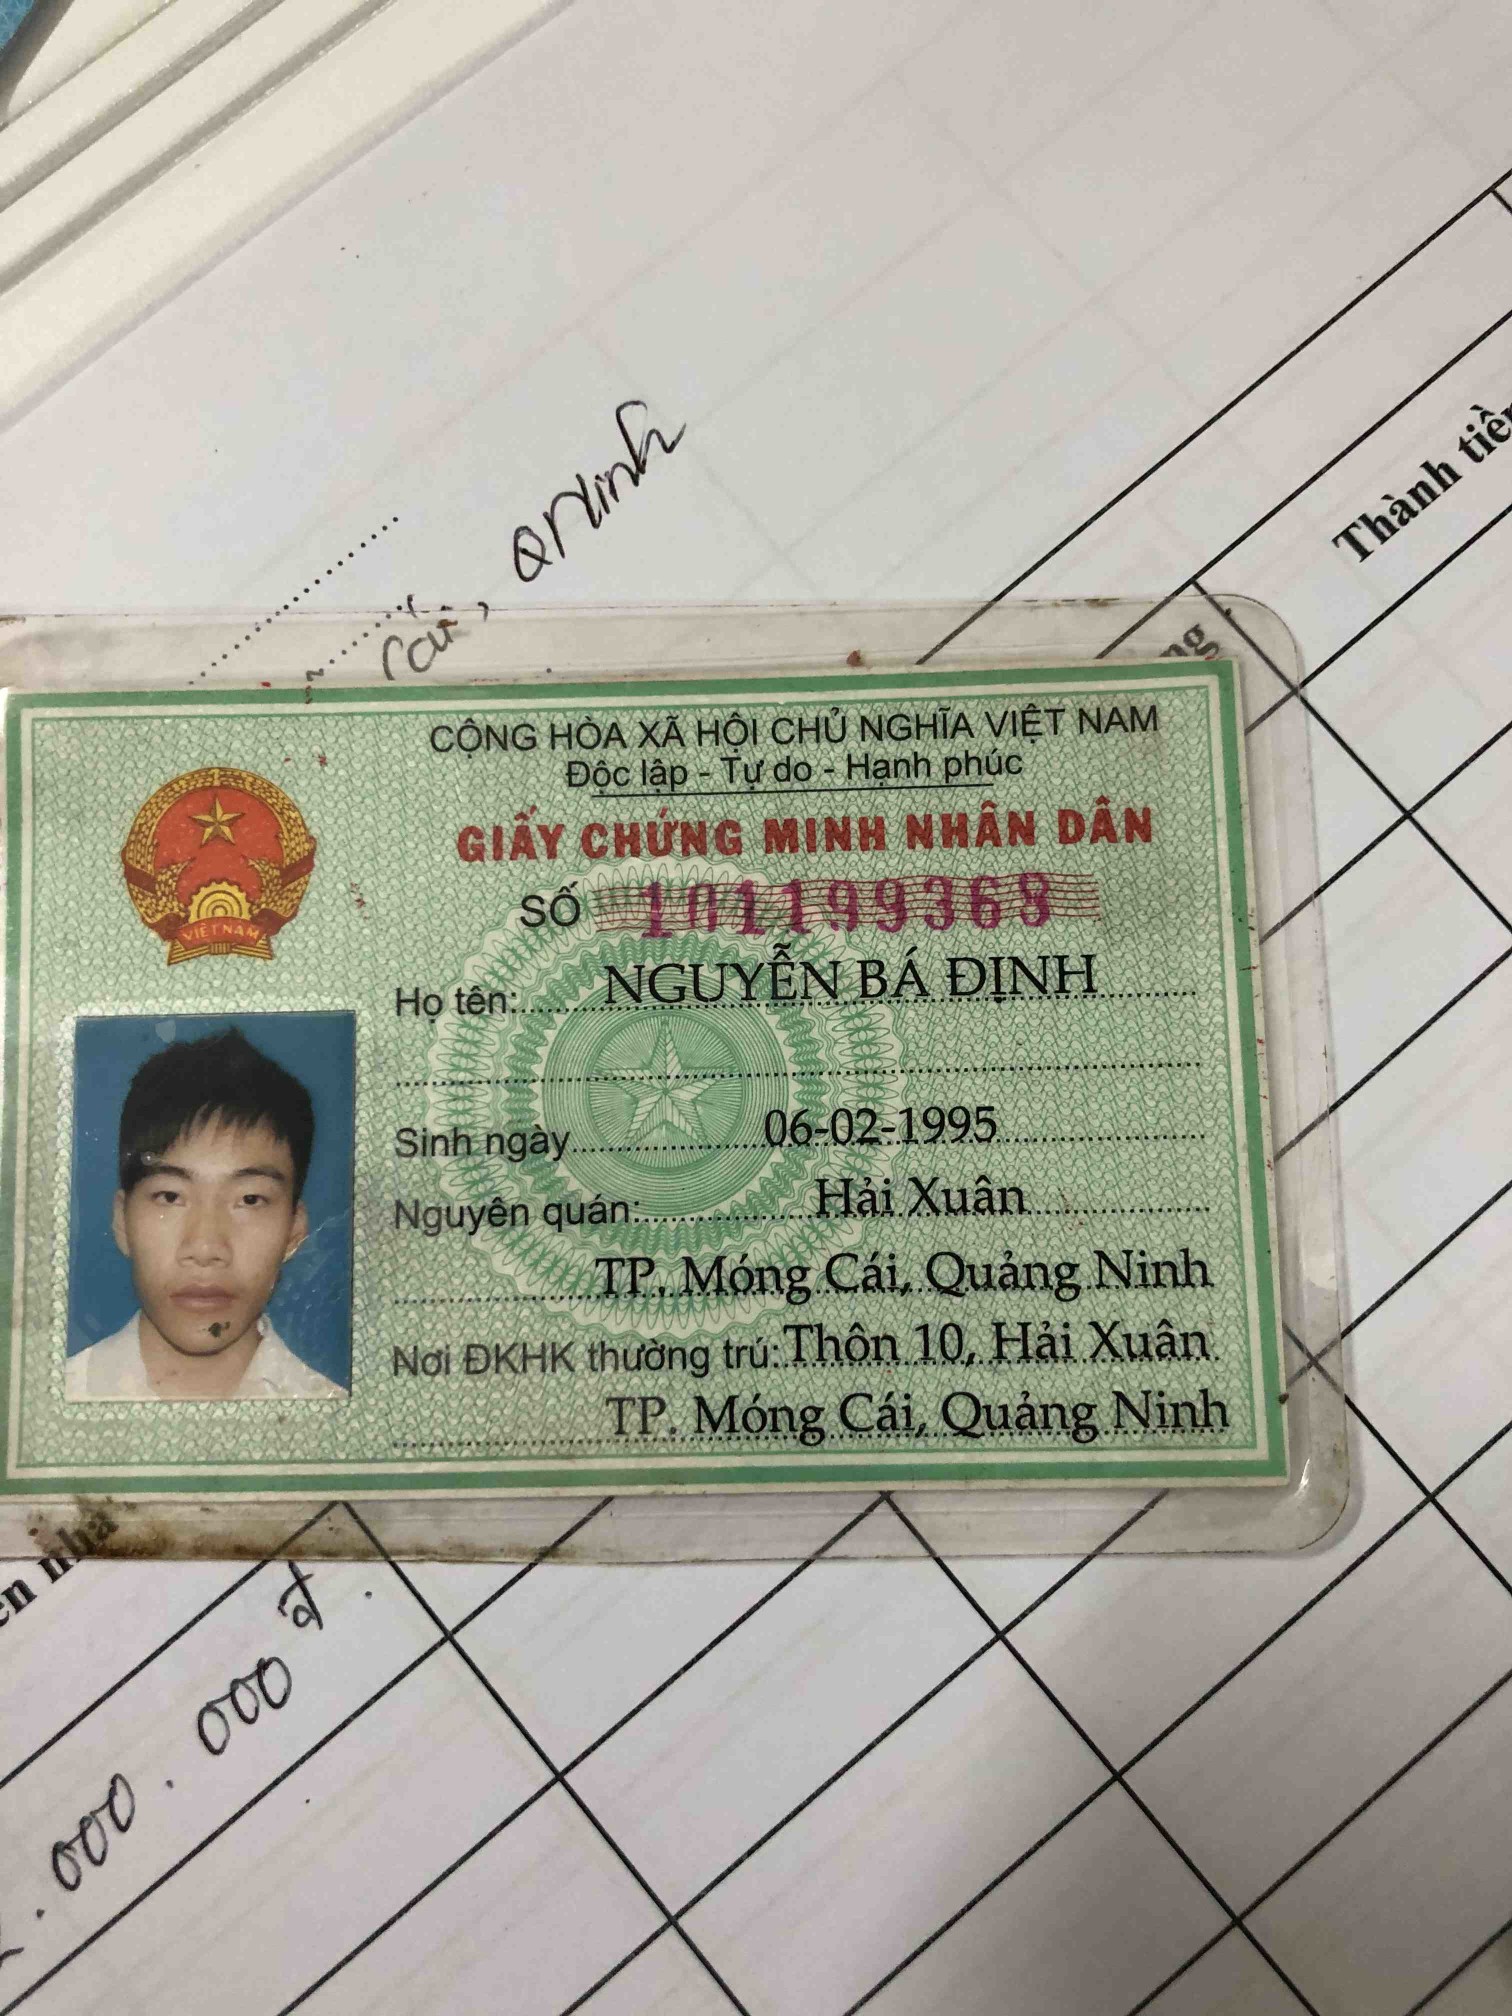 QNinh
Thành
CỘNG HÒA XÃ HỘI CHỦ NGHĨA VIỆT NAM
Độc lập - Tự do - Hạnh phúc
GIẤY CHỨNG MINH NHÂN DÂN
SỐ 101199368
VIỆT NAM
Họ tên: NGUYỄN BÁ ĐỊNH
Sinh ngày 06-02-1995
Nguyên quán: Hải Xuân
TP. Móng Cái, Quảng Ninh
Nơi ĐKHK thường trú: Thôn 10, Hải Xuân
TP. Móng Cái, Quảng Ninh
.000.000đ.